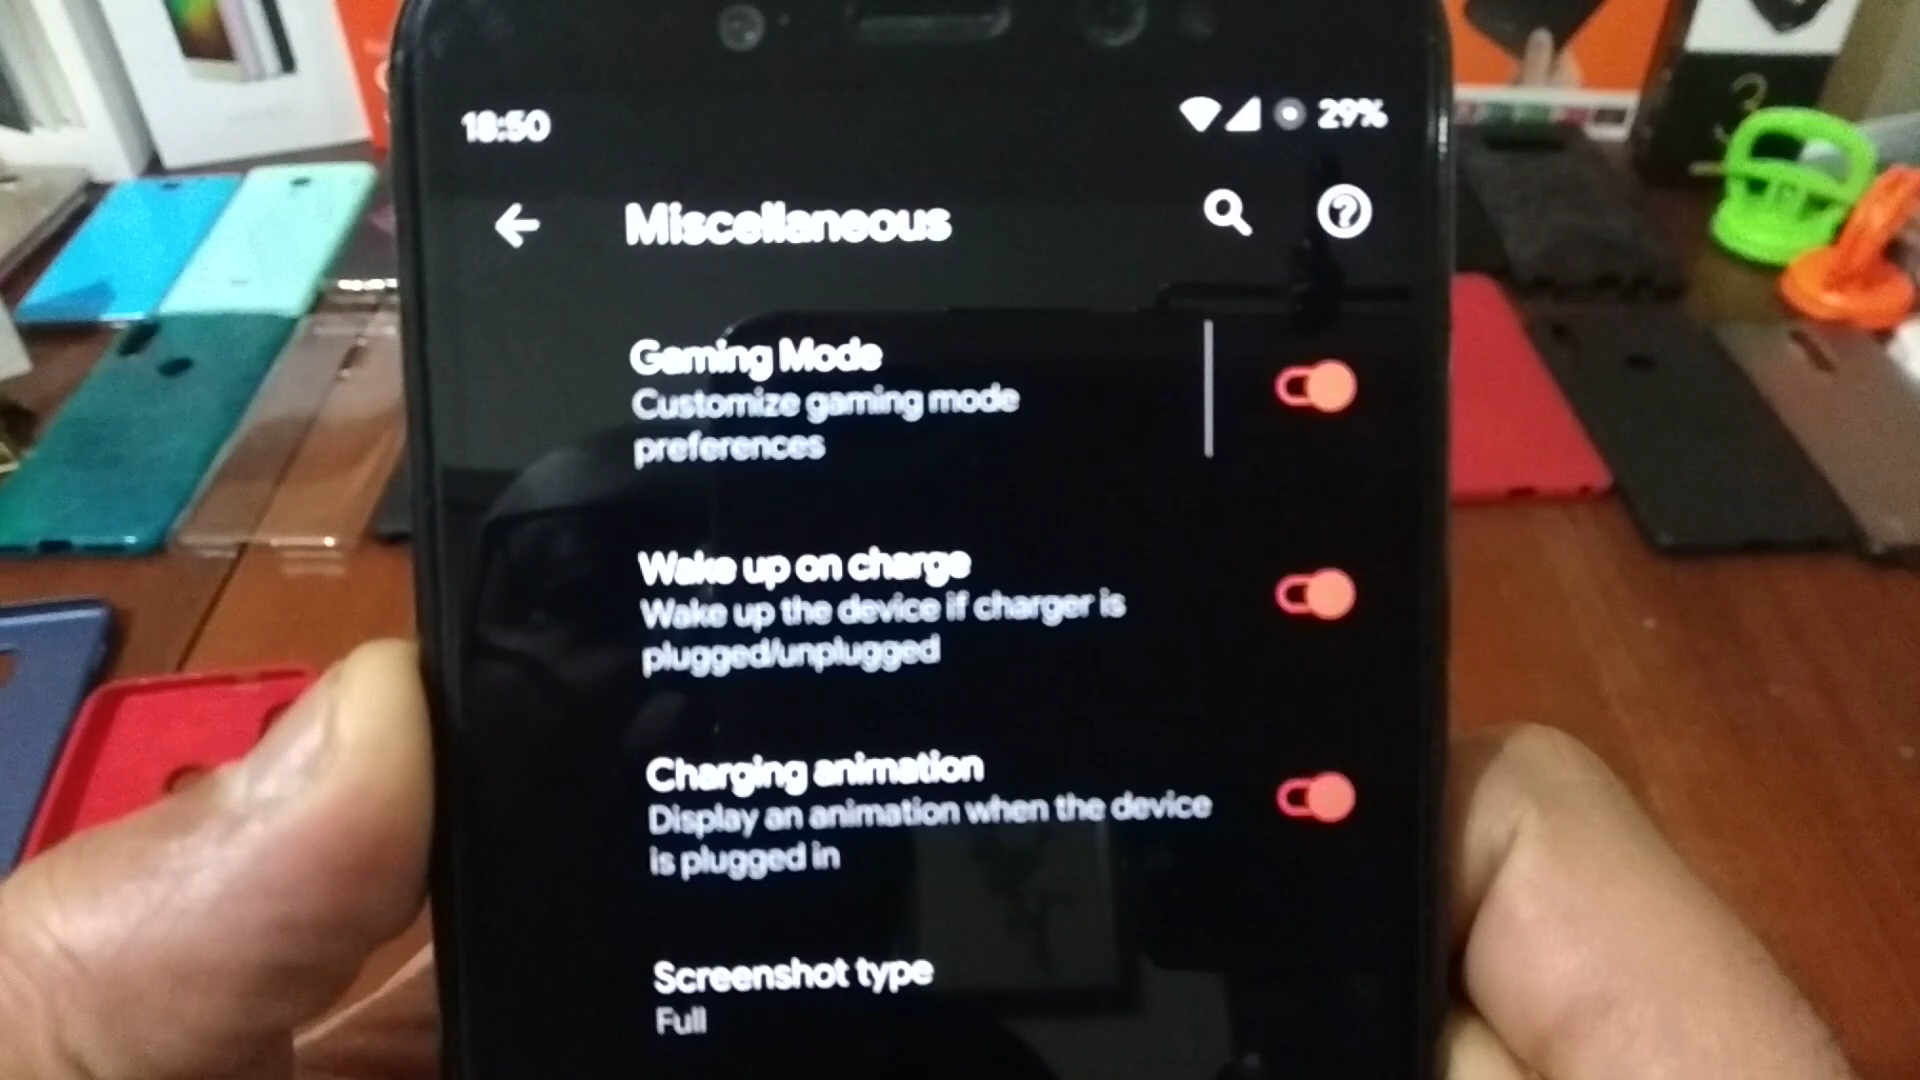 18:50
29%
Miscellaneous
Gaming Mode
Customize gaming mode
preferences
Wake up on charge
Wake up the device if charger is
plugged/unplugged
Charging animation
Display an animation when the device
is plugged in
Screenshot type
Full
3